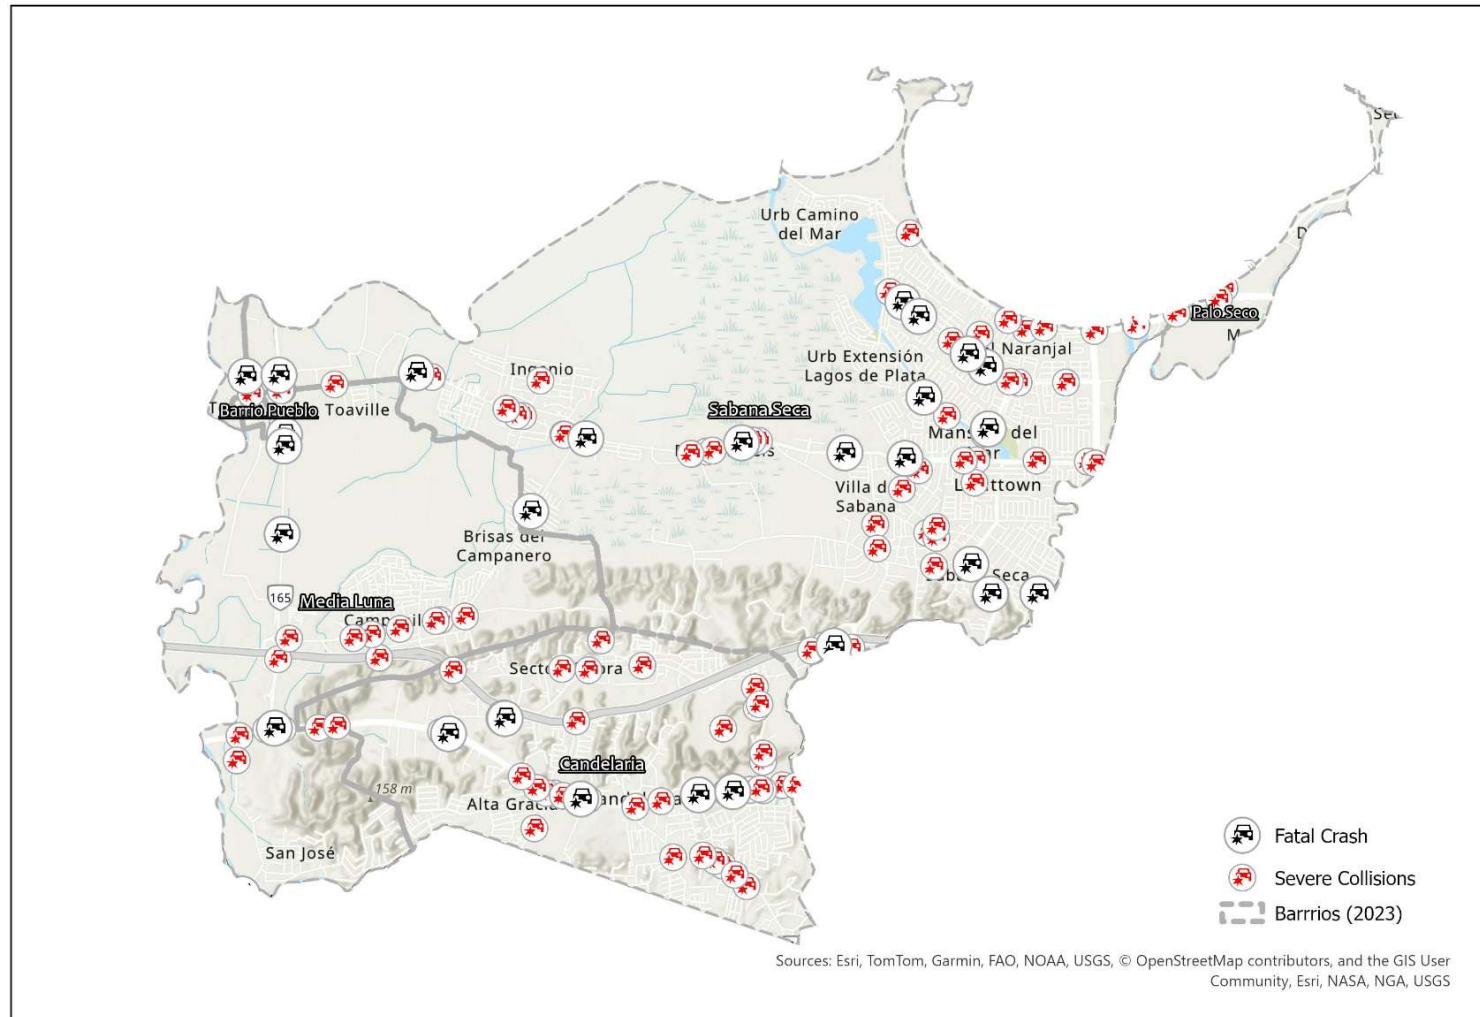 Urb Camino
del Mar
Palo Seco
Naranjal
Urb Extensión
Lagos de Plata
Toaville
Barrio Pueblo
Sabana Seca
del
Villa
Sabana
Brisas del
Campanero
Seca
165
Media Luna
Candelaria
158 m
Alta Gracia
San José
Fatal Crash
Severe Collisions
Barrrios (2023)
Sources: Esri, TomTom, Garmin, FAO, NOAA, USGS, © OpenStreetMap contributors, and the GIS User
Community, Esri, NASA, NGA, USGS